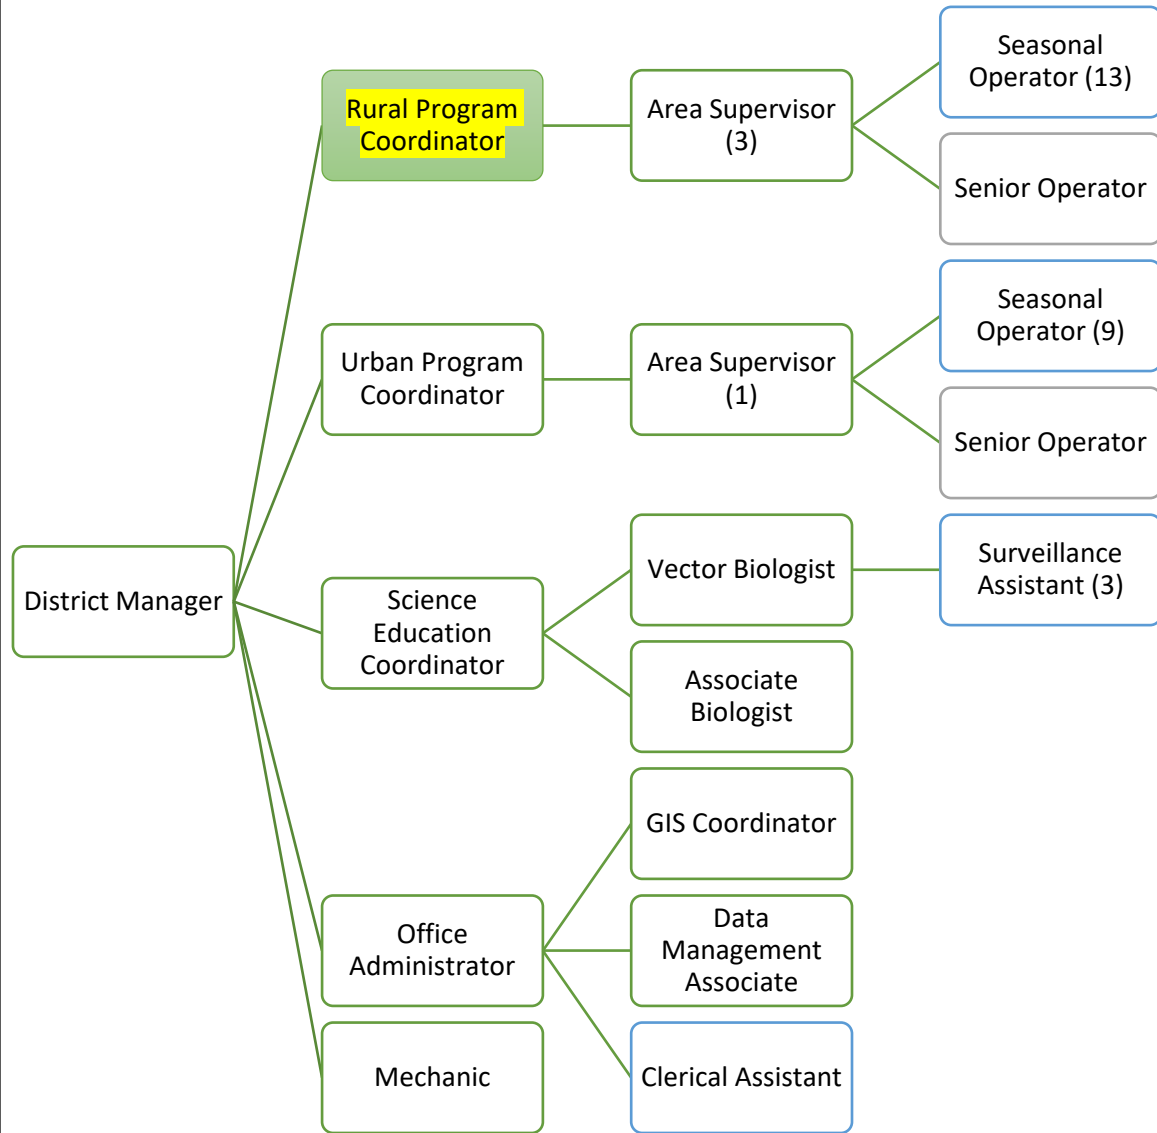 Seasonal
Operator (13)
Rural Program
Coordinator
Area Supervisor
(3)
Senior Operator
Seasonal
Operator (9)
Urban Program
Coordinator
Area Supervisor
(1)
Senior Operator
District Manager
Science
Education
Coordinator
Vector Biologist
Surveillance
Assistant (3)
Associate
Biologist
GIS Coordinator
Office
Administrator
Data
Management
Associate
Mechanic
Clerical Assistant